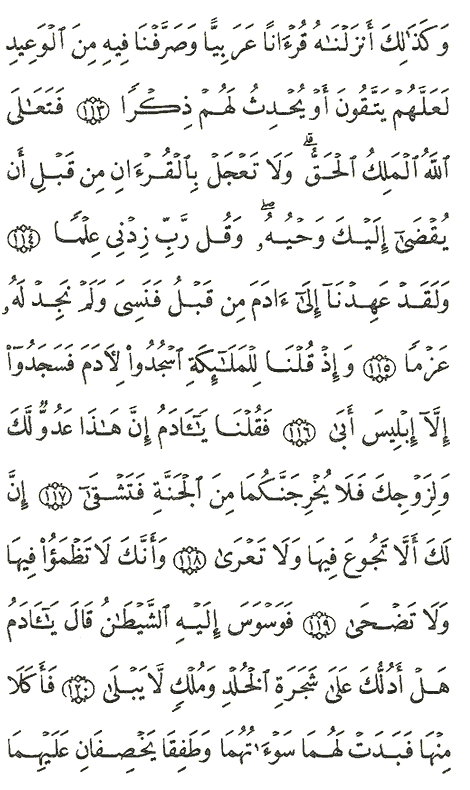 وَكَذَٰلِكَ أَنزَلْنَـٰهُ قُرْءَانًا عَرَبِيًّا وَصَرَّفْنَا فِيهِ مِنَ ٱلْوَعِيدِ
لَعَلَّهُمْ يَتَّقُونَ أَوْ يُحْدِثُ لَهُمْ ذِكْرًا ١١٣ فَتَعَـٰلَى
ٱللَّهُ ٱلْمَلِكُ ٱلْحَقُّ ۗ وَلَا تَعْجَلْ بِٱلْقُرْءَانِ مِن قَبْلِ أَن
يُقْضَىٰٓ إِلَيْكَ وَحْيُهُۥ ۖ وَقُل رَّبِّ زِدْنِى عِلْمًا ١١٤
وَلَقَدْ عَهِدْنَآ إِلَىٰٓ ءَادَمَ مِن قَبْلُ فَنَسِىَ وَلَمْ نَجِدْ لَهُۥ
عَزْمًا ١١٥ وَإِذْ قُلْنَا لِلْمَلَـٰٓئِكَةِ ٱسْجُدُوا۟ لِـَٔادَمَ فَسَجَدُوٓا۟
إِلَّآ إِبْلِيسَ أَبَىٰ ١١٦ فَقُلْنَا يَـٰٓـَٔادَمُ إِنَّ هَـٰذَا عَدُوٌّ لَّكَ
وَلِزَوْجِكَ فَلَا يُخْرِجَنَّكُمَا مِنَ ٱلْجَنَّةِ فَتَشْقَىٰٓ ١١٧ إِنَّ
لَكَ أَلَّا تَجُوعَ فِيهَا وَلَا تَعْرَىٰ ١١٨ وَأَنَّكَ لَا تَظْمَؤُا۟ فِيهَا
وَلَا تَضْحَىٰ ١١٩ فَوَسْوَسَ إِلَيْهِ ٱلشَّيْطَـٰنُ قَالَ يَـٰٓـَٔادَمُ
هَلْ أَدُلُّكَ عَلَىٰ شَجَرَةِ ٱلْخُلْدِ وَمُلْكٍ لَّا يَبْلَىٰ ١٢٠ فَأَكَلَا
مِنْهَا فَبَدَتْ لَهُمَا سَوْءَٰتُهُمَا وَطَفِقَا يَخْصِفَانِ عَلَيْهِمَا